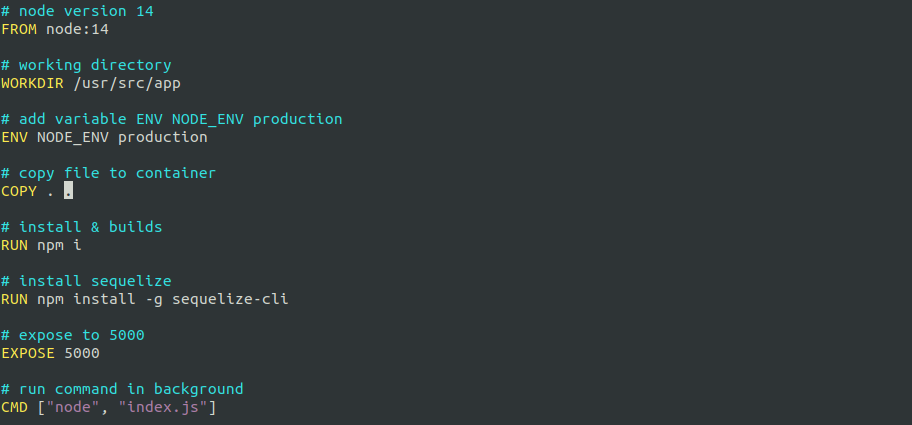 # node version 14
FROM node:14
# working directory
WORKDIR /usr/src/app
# add variable ENV NODE_ENV production
ENV NODE_ENV production
# copy file to container
COPY . .
# install & builds
RUN npm i
# install sequelize
RUN npm install -g sequelize-cli
# expose to 5000
EXPOSE 5000
# run command in background
CMD ["node", "index.js"]